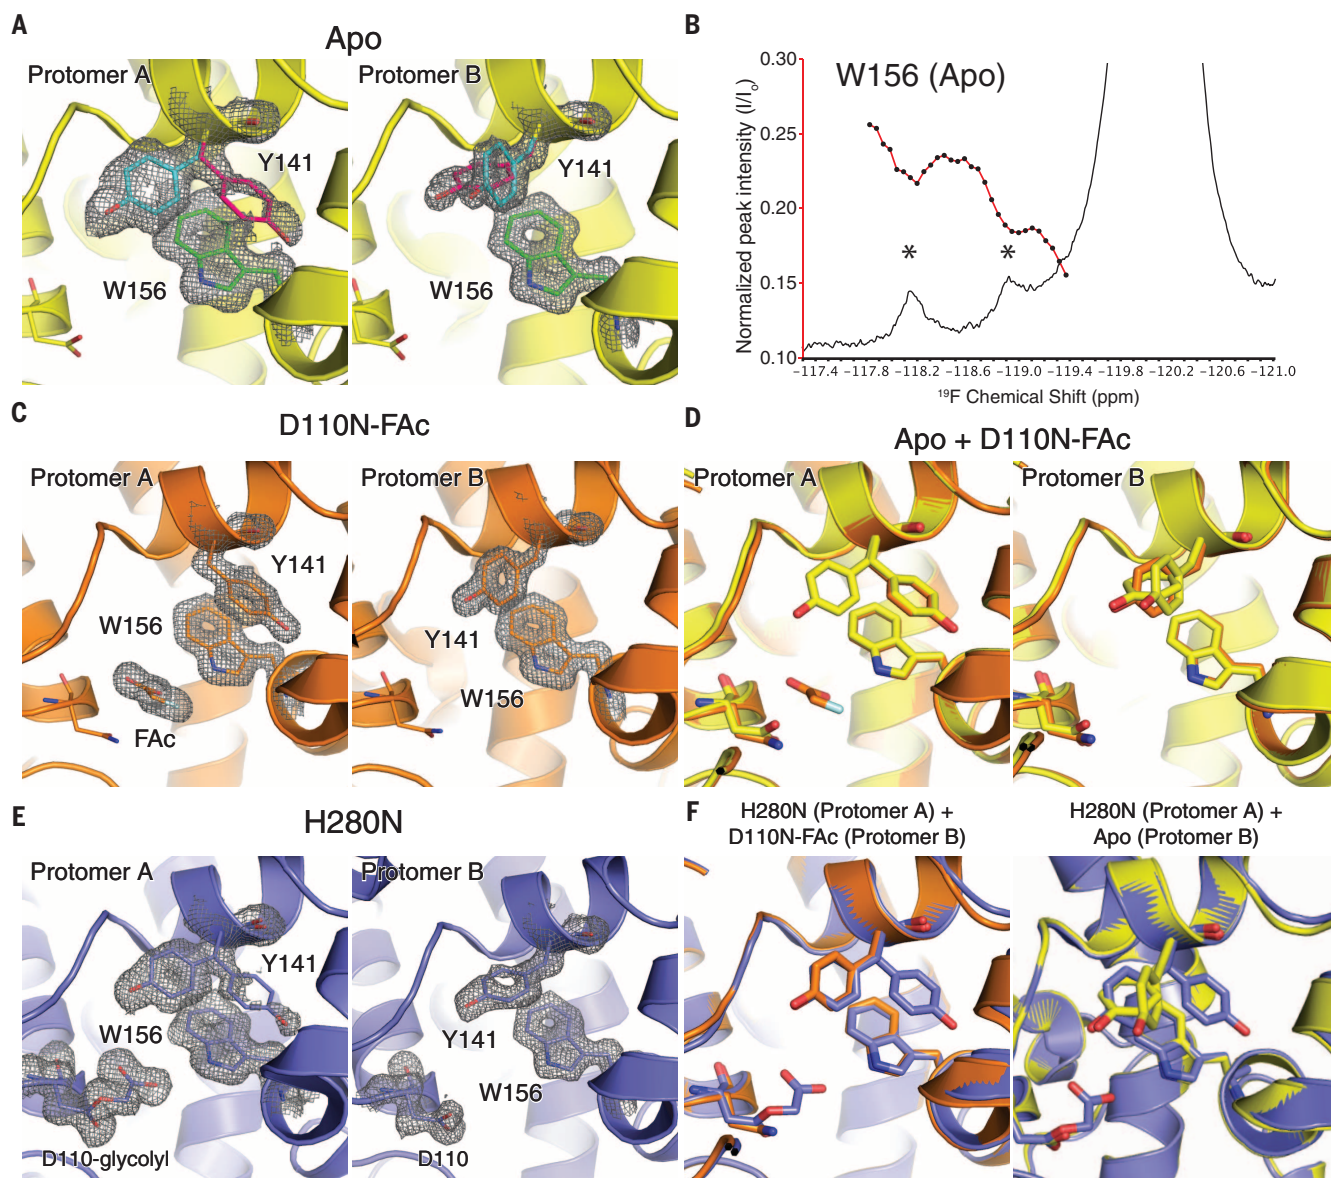 A
Apo
Protomer A
Protomer B
Y141
Y141
W156
W156
B
W156 (Apo)
Normalized peak intensity (I/Io)
0.30
0.25
0.20
0.15
0.10
* *
−117.4 −117.8 −118.2 −118.6 −119.0 −119.4 −119.8 −120.2 −120.6 −121.0
19F Chemical Shift (ppm)
C
D110N-FAc
Protomer A
Protomer B
Y141
W156
Y141
W156
FAc
D
Apo + D110N-FAc
Protomer A
Protomer B
E
H280N
Protomer A
Protomer B
Y141
W156
Y141
W156
D110-glycolyl
D110
F
H280N (Protomer A) +
D110N-FAc (Protomer B)
H280N (Protomer A) +
Apo (Protomer B)